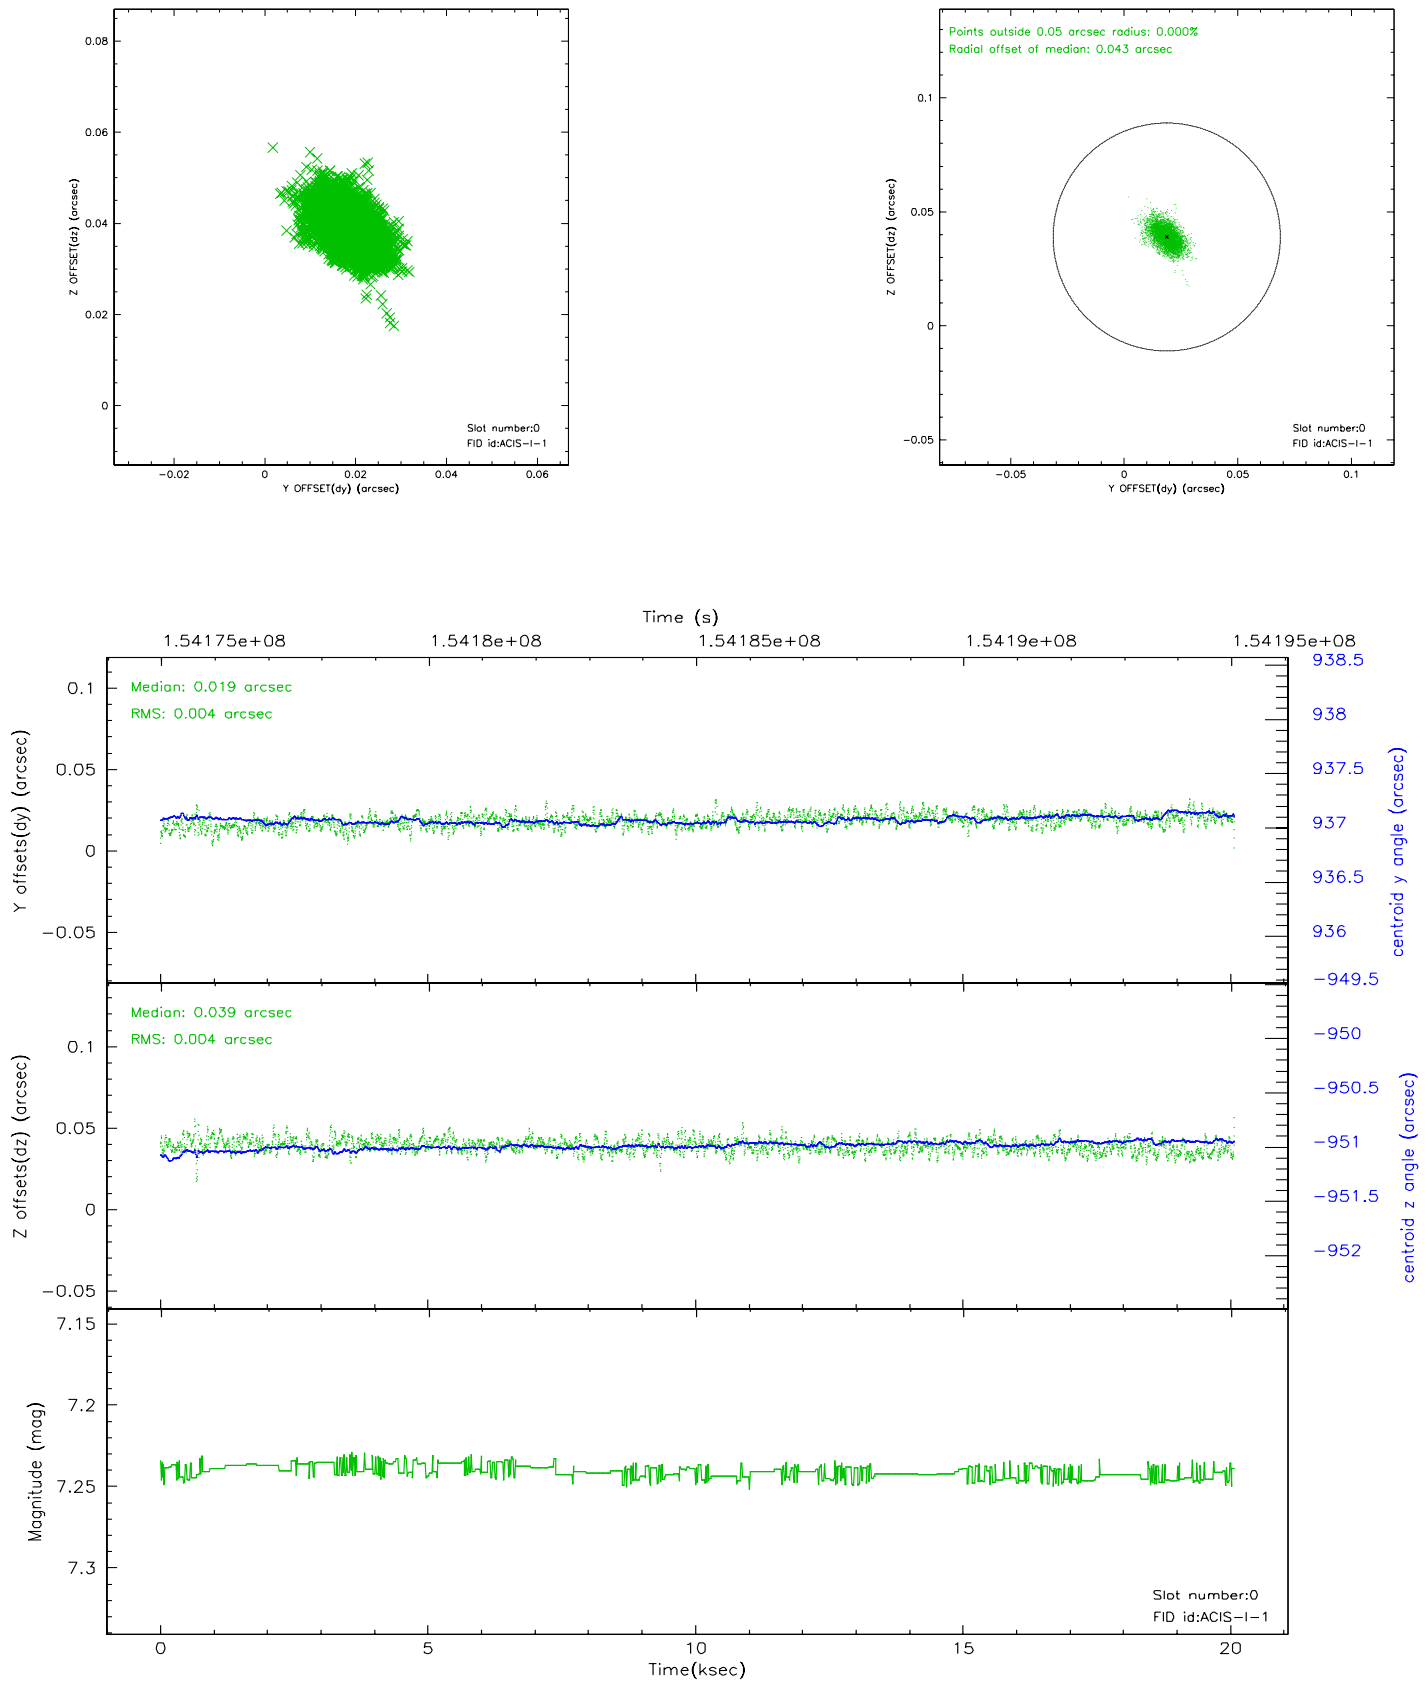 0.08
0.06
0.04
0.02
0
Z OFFSET(dz) (arcsec)
Slot number:0
FID id:ACIS-I-1
-0.02 0 0.02 0.04 0.06
Y OFFSET(dy) (arcsec)
Points outside 0.05 arcsec radius: 0.000%
Radial offset of median: 0.043 arcsec
0.1
0.05
0
-0.05
Z OFFSET(dz) (arcsec)
Slot number:0
FID id:ACIS-I-1
-0.05 0 0.05 0.1
Y OFFSET(dy) (arcsec)
Time (s)
1.54175e+08 1.5418e+08 1.54185e+08 1.5419e+08 1.54195e+08
Median: 0.019 arcsec
RMS: 0.004 arcsec
0.1
0.05
0
-0.05
Y offsets(dy) (arcsec)
938.5
938
937.5
937
936.5
936
centroid y angle (arcsec)
Median: 0.039 arcsec
RMS: 0.004 arcsec
0.1
0.05
0
-0.05
Z offsets(dz) (arcsec)
-949.5
-950
-950.5
-951
-951.5
-952
centroid z angle (arcsec)
7.15
7.2
7.25
7.3
Magnitude (mag)
Slot number:0
FID id:ACIS-I-1
0 5 10 15 20
Time(ksec)